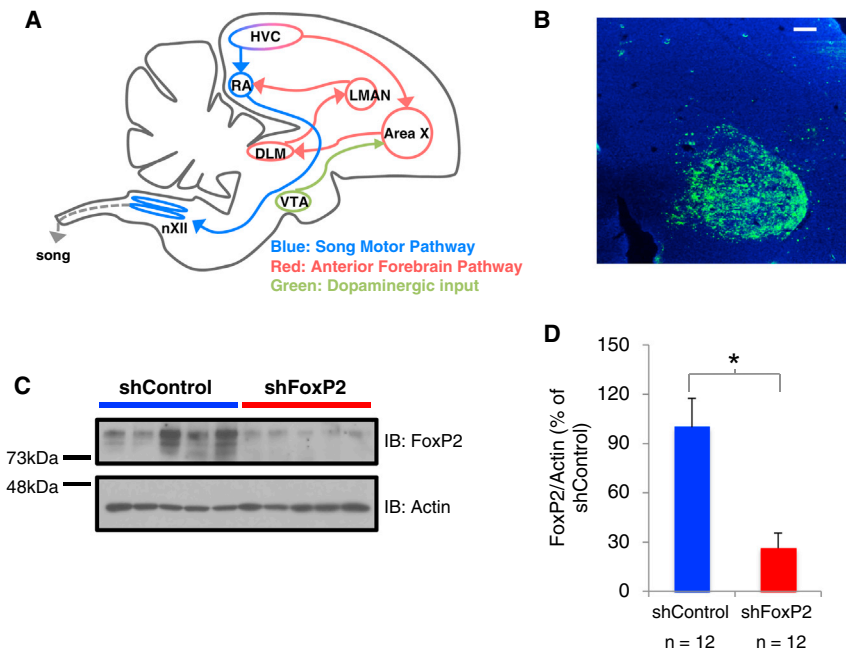 A
HVC
RA
LMAN
Area X
DLM
VTA
nXII
song
Blue: Song Motor Pathway
Red: Anterior Forebrain Pathway
Green: Dopaminergic input
B
C
shControl shFoxP2
IB: FoxP2
73kDa
48kDa
IB: Actin
D
FoxP2/Actin (% of
shControl)
150
120
90
60
30
0
*
shControl shFoxP2
n = 12 n = 12